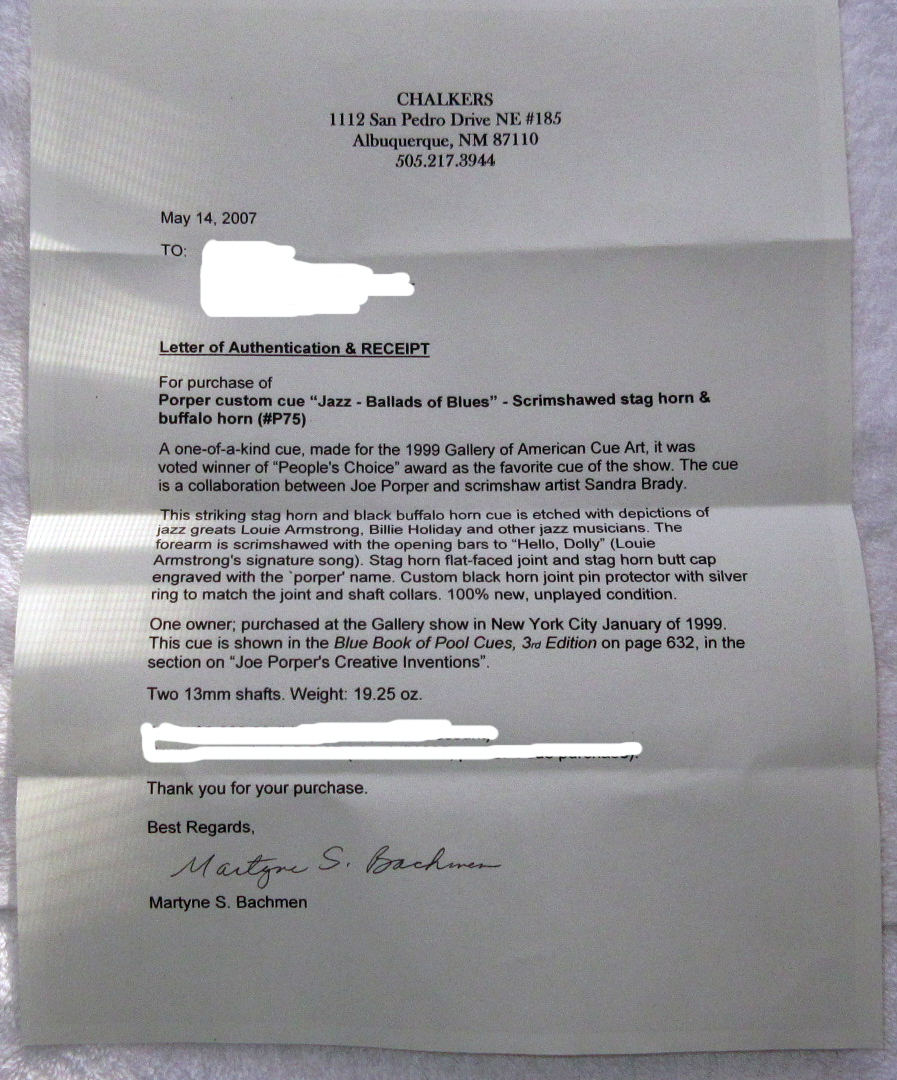 CHALKERS
1112 San Pedro Drive NE #185
Albuquerque, NM 87110
505.217.3944
May 14, 2007
TO:
Letter of Authentication & RECEIPT
For purchase of
Porper custom cue “Jazz - Ballads of Blues” - Scrimshawed stag horn &
buffalo horn (#P75)
A one-of-a-kind cue, made for the 1999 Gallery of American Cue Art, it was
voted winner of “People's Choice” award as the favorite cue of the show. The cue
is a collaboration between Joe Porper and scrimshaw artist Sandra Brady.
This striking stag horn and black buffalo horn cue is etched with depictions of
jazz greats Louie Armstrong, Billie Holiday and other jazz musicians. The
forearm is scrimshawed with the opening bars to “Hello, Dolly” (Louie
Armstrong's signature song). Stag horn flat-faced joint and stag horn butt cap
engraved with the `porper' name. Custom black horn joint pin protector with silver
ring to match the joint and shaft collars. 100% new, unplayed condition.
One owner; purchased at the Gallery show in New York City January of 1999.
This cue is shown in the Blue Book of Pool Cues, 3rd Edition on page 632, in the
section on “Joe Porper's Creative Inventions”.
Two 13mm shafts. Weight: 19.25 oz.
Thank you for your purchase.
Best Regards,
Martyne S. Bachmen
Martyne S. Bachmen